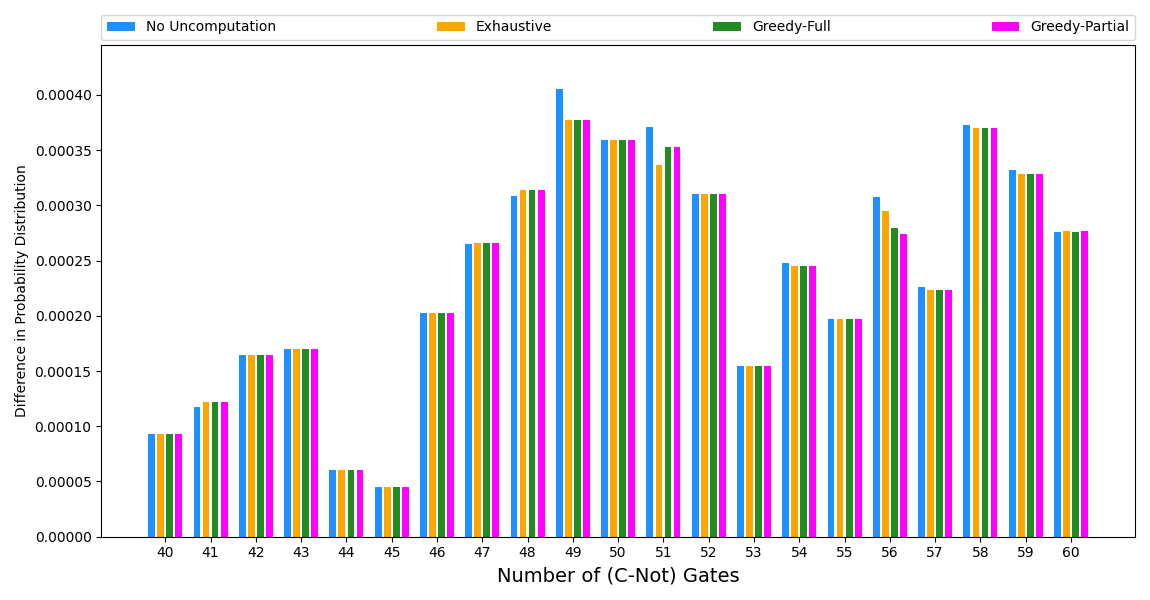 No Uncomputation Exhaustive Greedy-Full Greedy-Partial
Difference in Probability Distribution
0.00040
0.00035
0.00030
0.00025
0.00020
0.00015
0.00010
0.00005
0.00000
40 41 42 43 44 45 46 47 48 49 50 51 52 53 54 55 56 57 58 59 60
Number of (C-Not) Gates